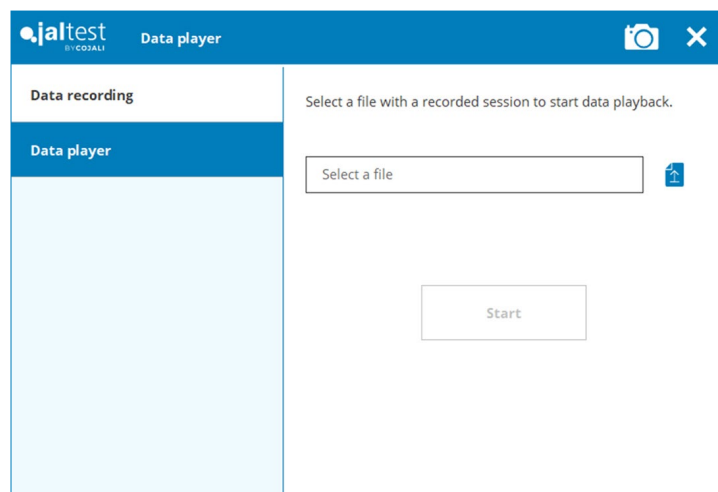 jaltest
BY COJALI
Data player
Data recording
Data player
Select a file with a recorded session to start data playback.
Select a file
Start